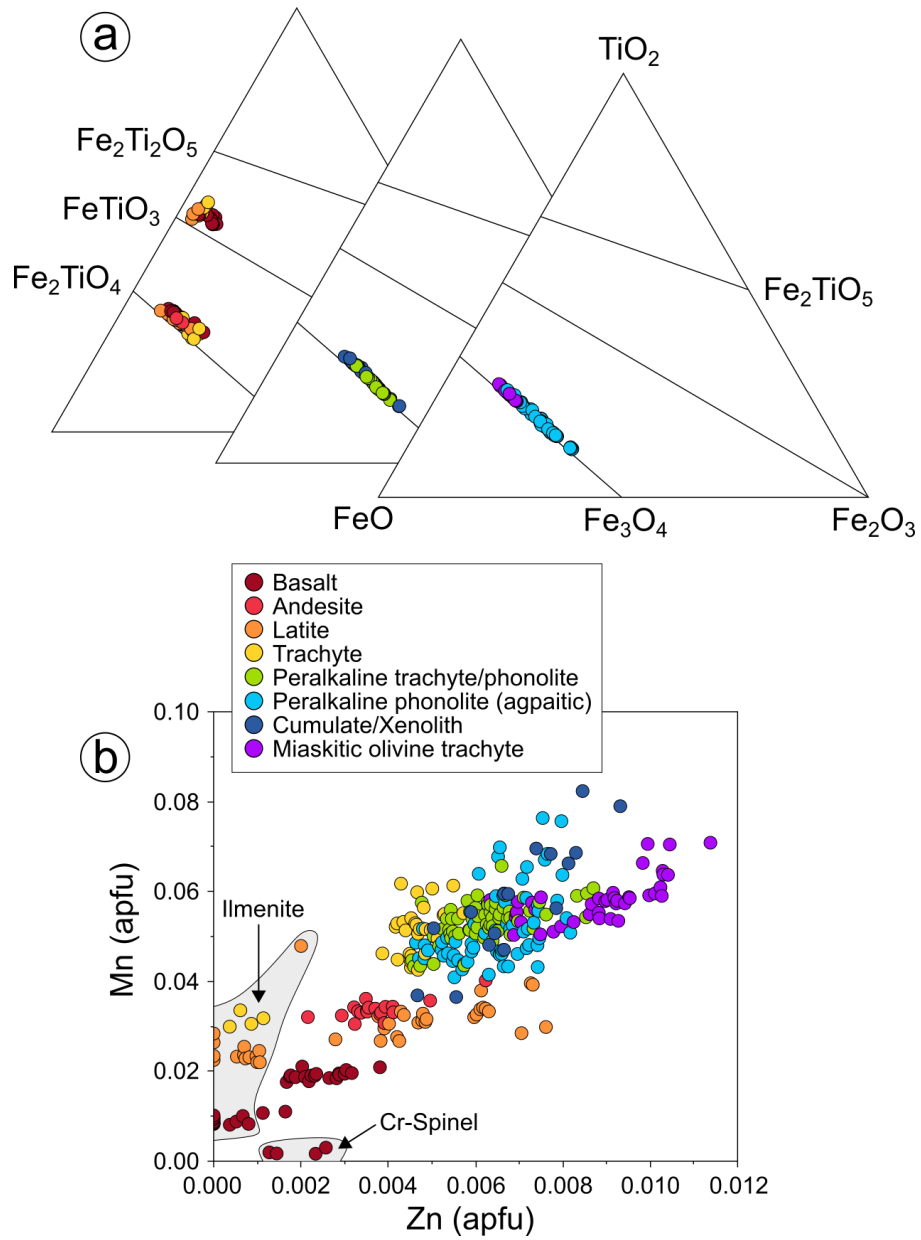 a
TiO₂
Fe₂Ti₂O₅
FeTiO₃
Fe₂TiO₄
Fe₂TiO₅
FeO
Fe₃O₄
Fe₂O₃
Basalt
Andesite
Latite
Trachyte
Peralkaline trachyte/phonolite
Peralkaline phonolite (agpaitic)
Cumulate/Xenolith
Miaskitic olivine trachyte
b
0.10
0.08
0.06
0.04
0.02
0.00
Mn (apfu)
Ilmenite
Cr-Spinel
0.000 0.002 0.004 0.006 0.008 0.010 0.012
Zn (apfu)